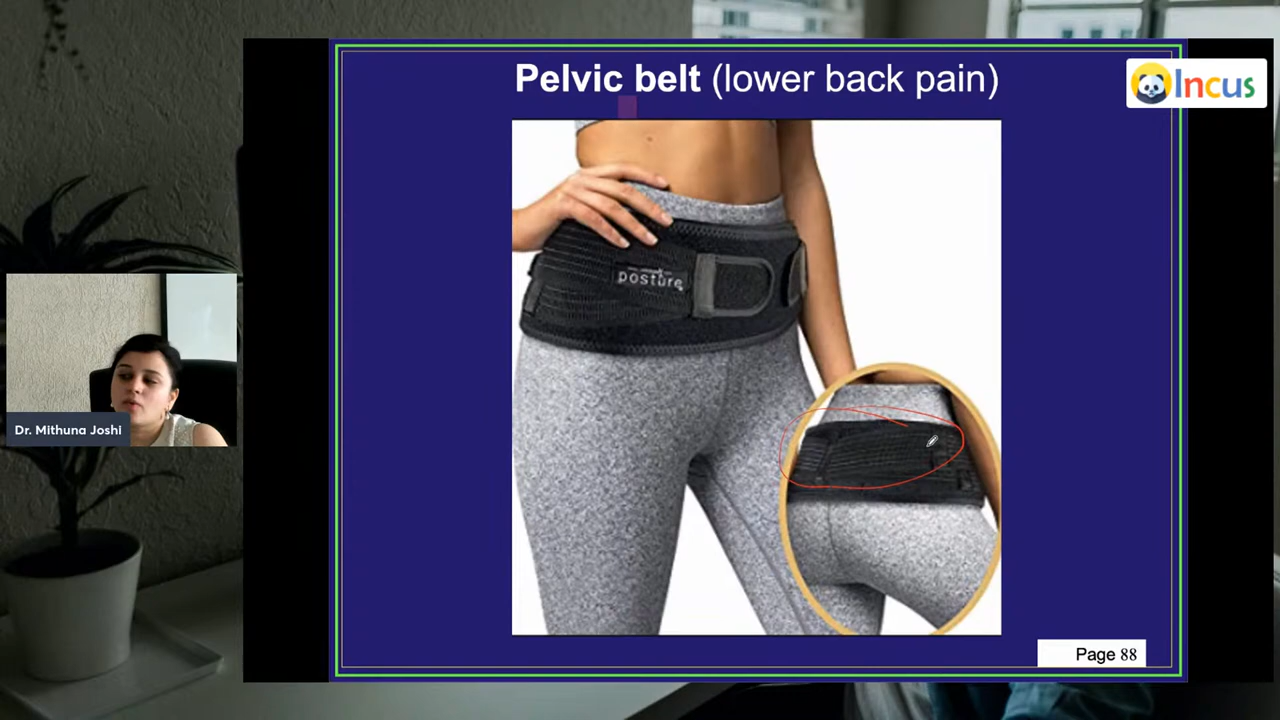 Pelvic belt (lower back pain)
Incus
posture
Dr. Mithuna Joshi
Page 88